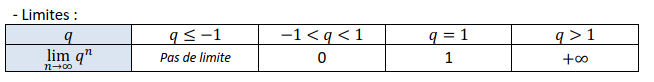 - Limites :
q q ≤ −1 −1 < q < 1 q = 1 q > 1
lim qⁿ Pas de limite 0 1 +∞
n→∞